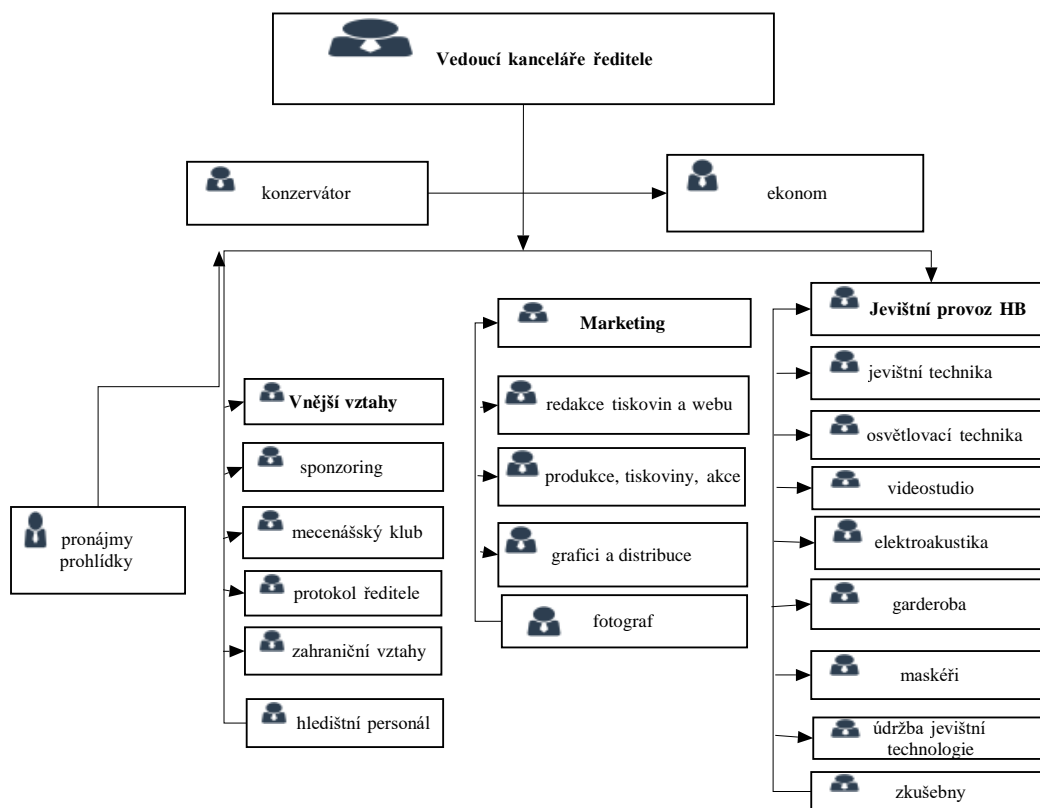 Vedoucí kanceláře ředitele
konzervátor
ekonom
pronájmy
prohlídky
Vnější vztahy
sponzoring
mecenášský klub
protokol ředitele
zahraniční vztahy
hledištní personál
Marketing
redakce tiskovin a webu
produkce, tiskoviny, akce
grafici a distribuce
fotograf
Jevištní provoz HB
jevištní technika
osvětlovací technika
videostudio
elektroakustika
garderoba
maskéři
údržba jevištní
technologie
zkušebny